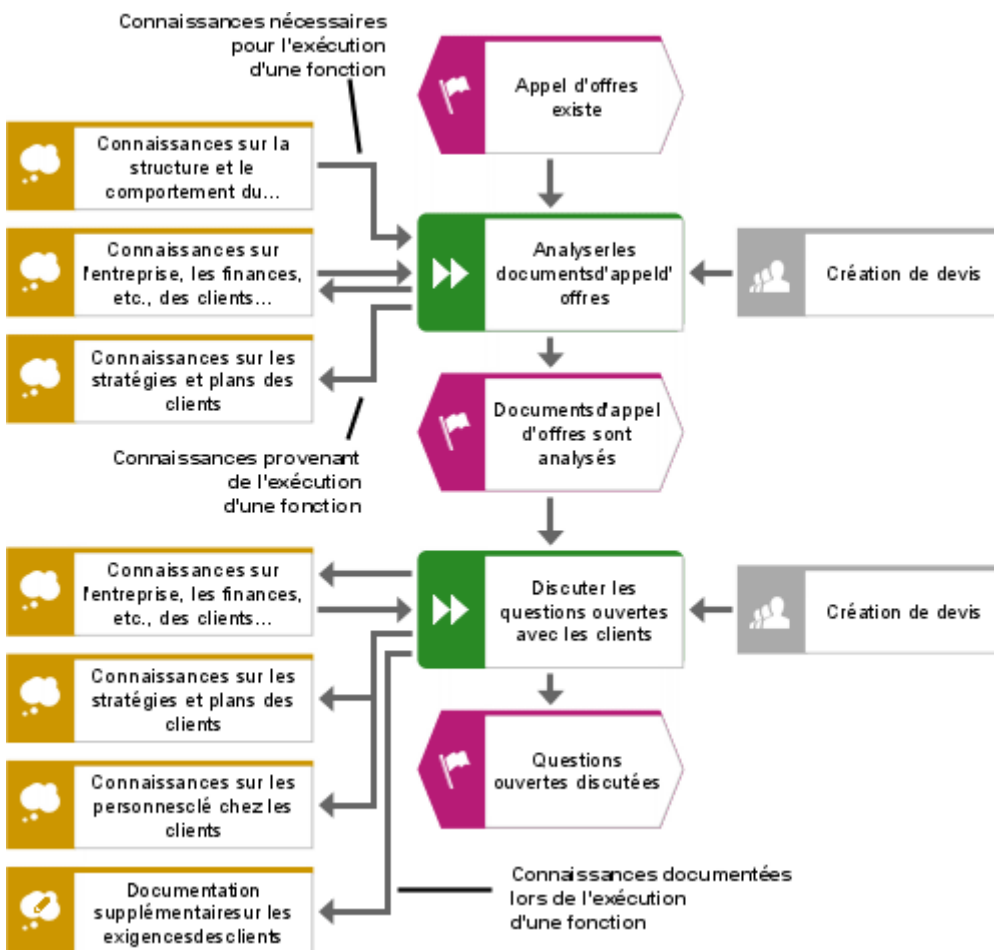 Connaissances nécessaires
pour l'exécution
d'une fonction
Appel d'offres
existe
Connaissances sur la
structure et le
comportement du...
Connaissances sur
l'entreprise, les finances,
etc., des clients...
Analyserles
documentsd'appeld'
offres
Création de devis
Connaissances sur les
stratégies et plans des
clients
Documentsd'appel
d'offres sont
analysés
Connaissances provenant
de l'exécution
d'une fonction
Connaissances sur
l'entreprise, les finances,
etc., des clients...
Discuter les
questions ouvertes
avec les clients
Création de devis
Connaissances sur les
stratégies et plans des
clients
Connaissances sur les
personnesclé chez les
clients
Questions
ouvertes discutées
Documentation
supplémentairesur les
exigencesdesclients
Connaissances documentées
lors de l'exécution
d'une fonction